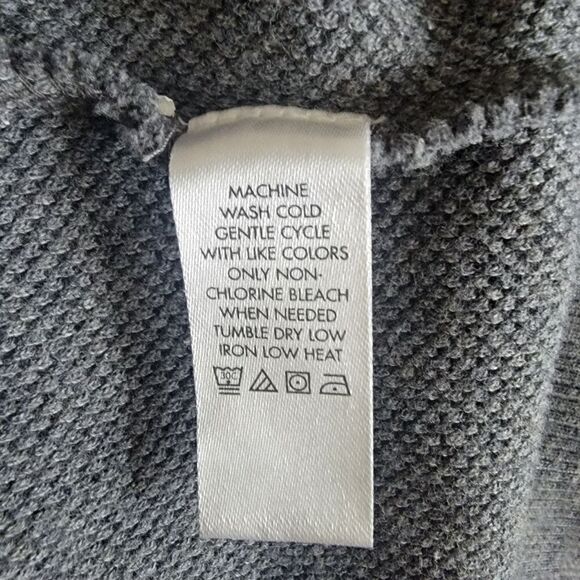 MACHINE
WASH COLD
GENTLE CYCLE
WITH LIKE COLORS
ONLY NON-
CHLORINE BLEACH
WHEN NEEDED
TUMBLE DRY LOW
IRON LOW HEAT
30C